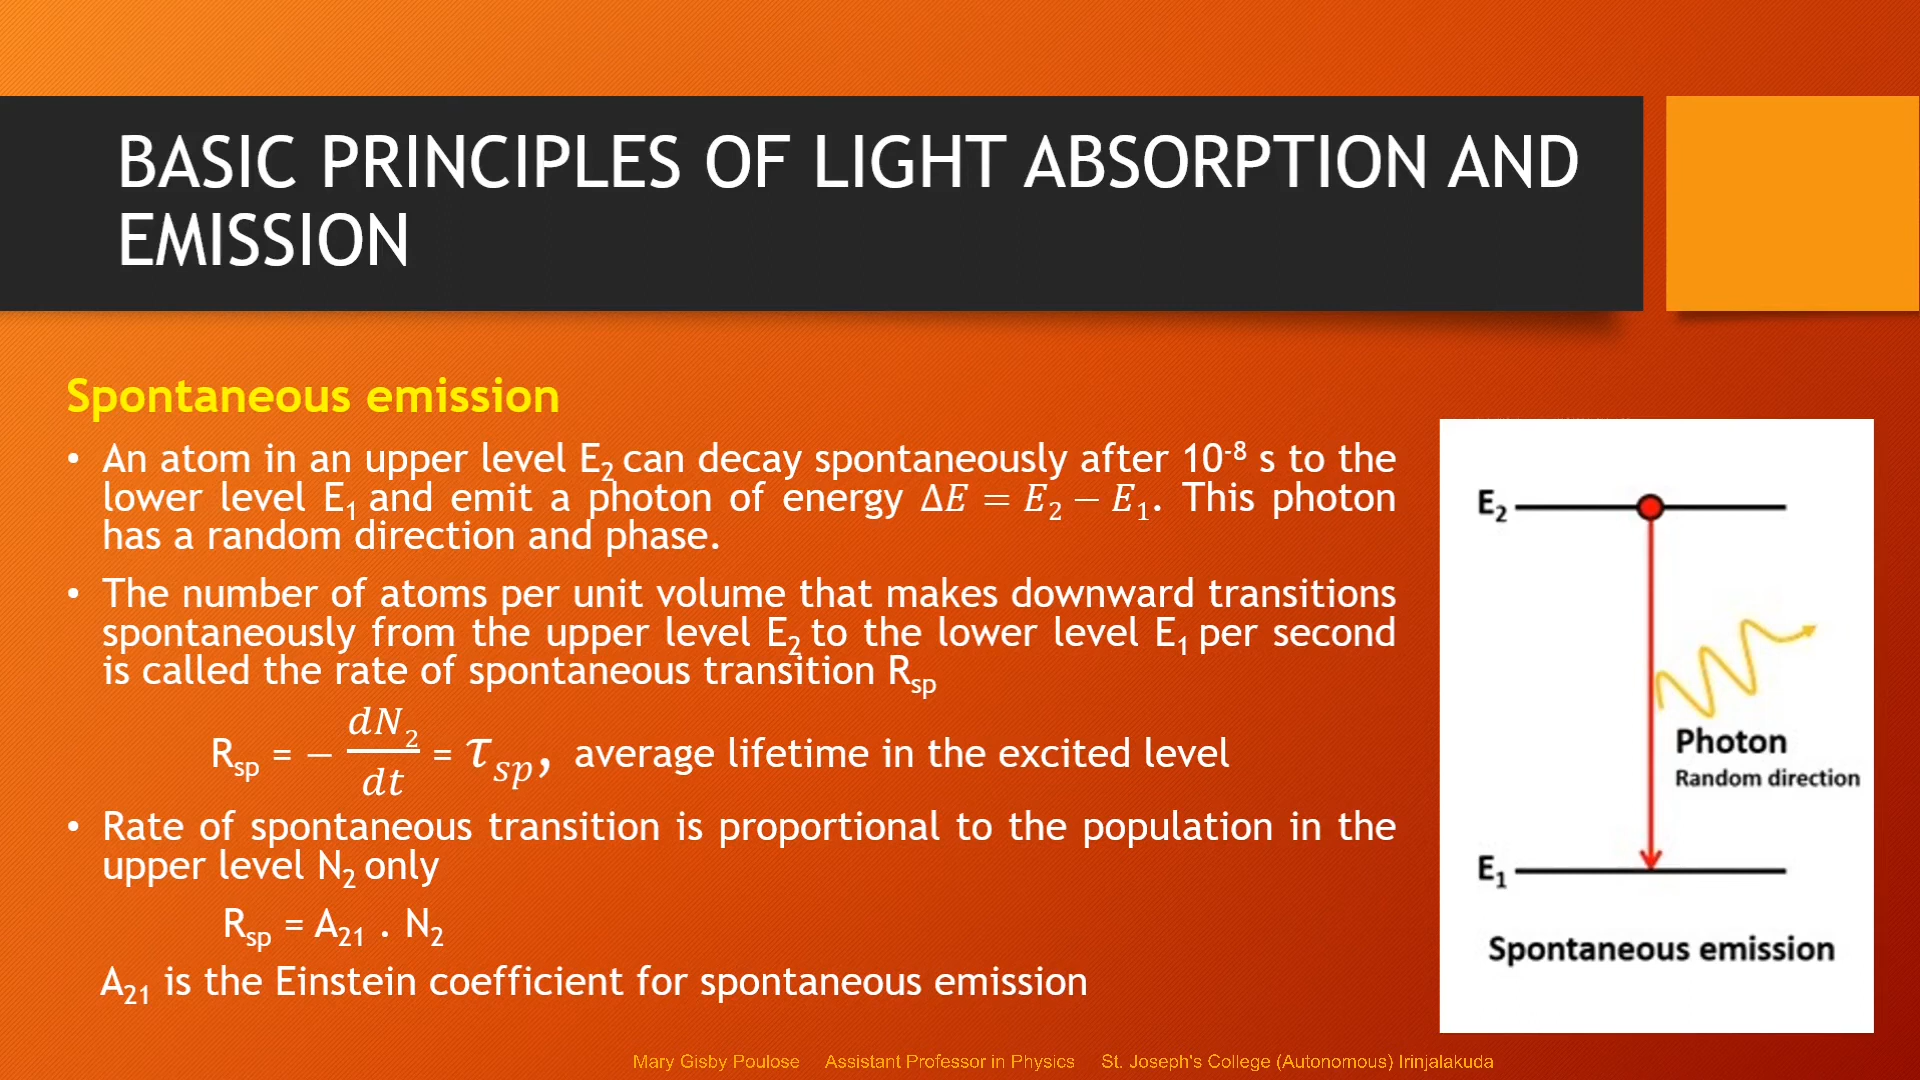 BASIC PRINCIPLES OF LIGHT ABSORPTION AND
EMISSION
Spontaneous emission
• An atom in an upper level E₂ can decay spontaneously after 10⁻⁸ s to the
lower level E₁ and emit a photon of energy ΔE = E₂ − E₁. This photon
has a random direction and phase.
• The number of atoms per unit volume that makes downward transitions
spontaneously from the upper level E₂ to the lower level E₁ per second
is called the rate of spontaneous transition Rsp
Rsp = − dN₂/dt = τsp, average lifetime in the excited level
• Rate of spontaneous transition is proportional to the population in the
upper level N₂ only
Rsp = A₂₁ . N₂
A₂₁ is the Einstein coefficient for spontaneous emission
E₂
Photon
Random direction
E₁
Spontaneous emission
Mary Gisby Poulose Assistant Professor in Physics St. Joseph's College (Autonomous) Irinjalakuda